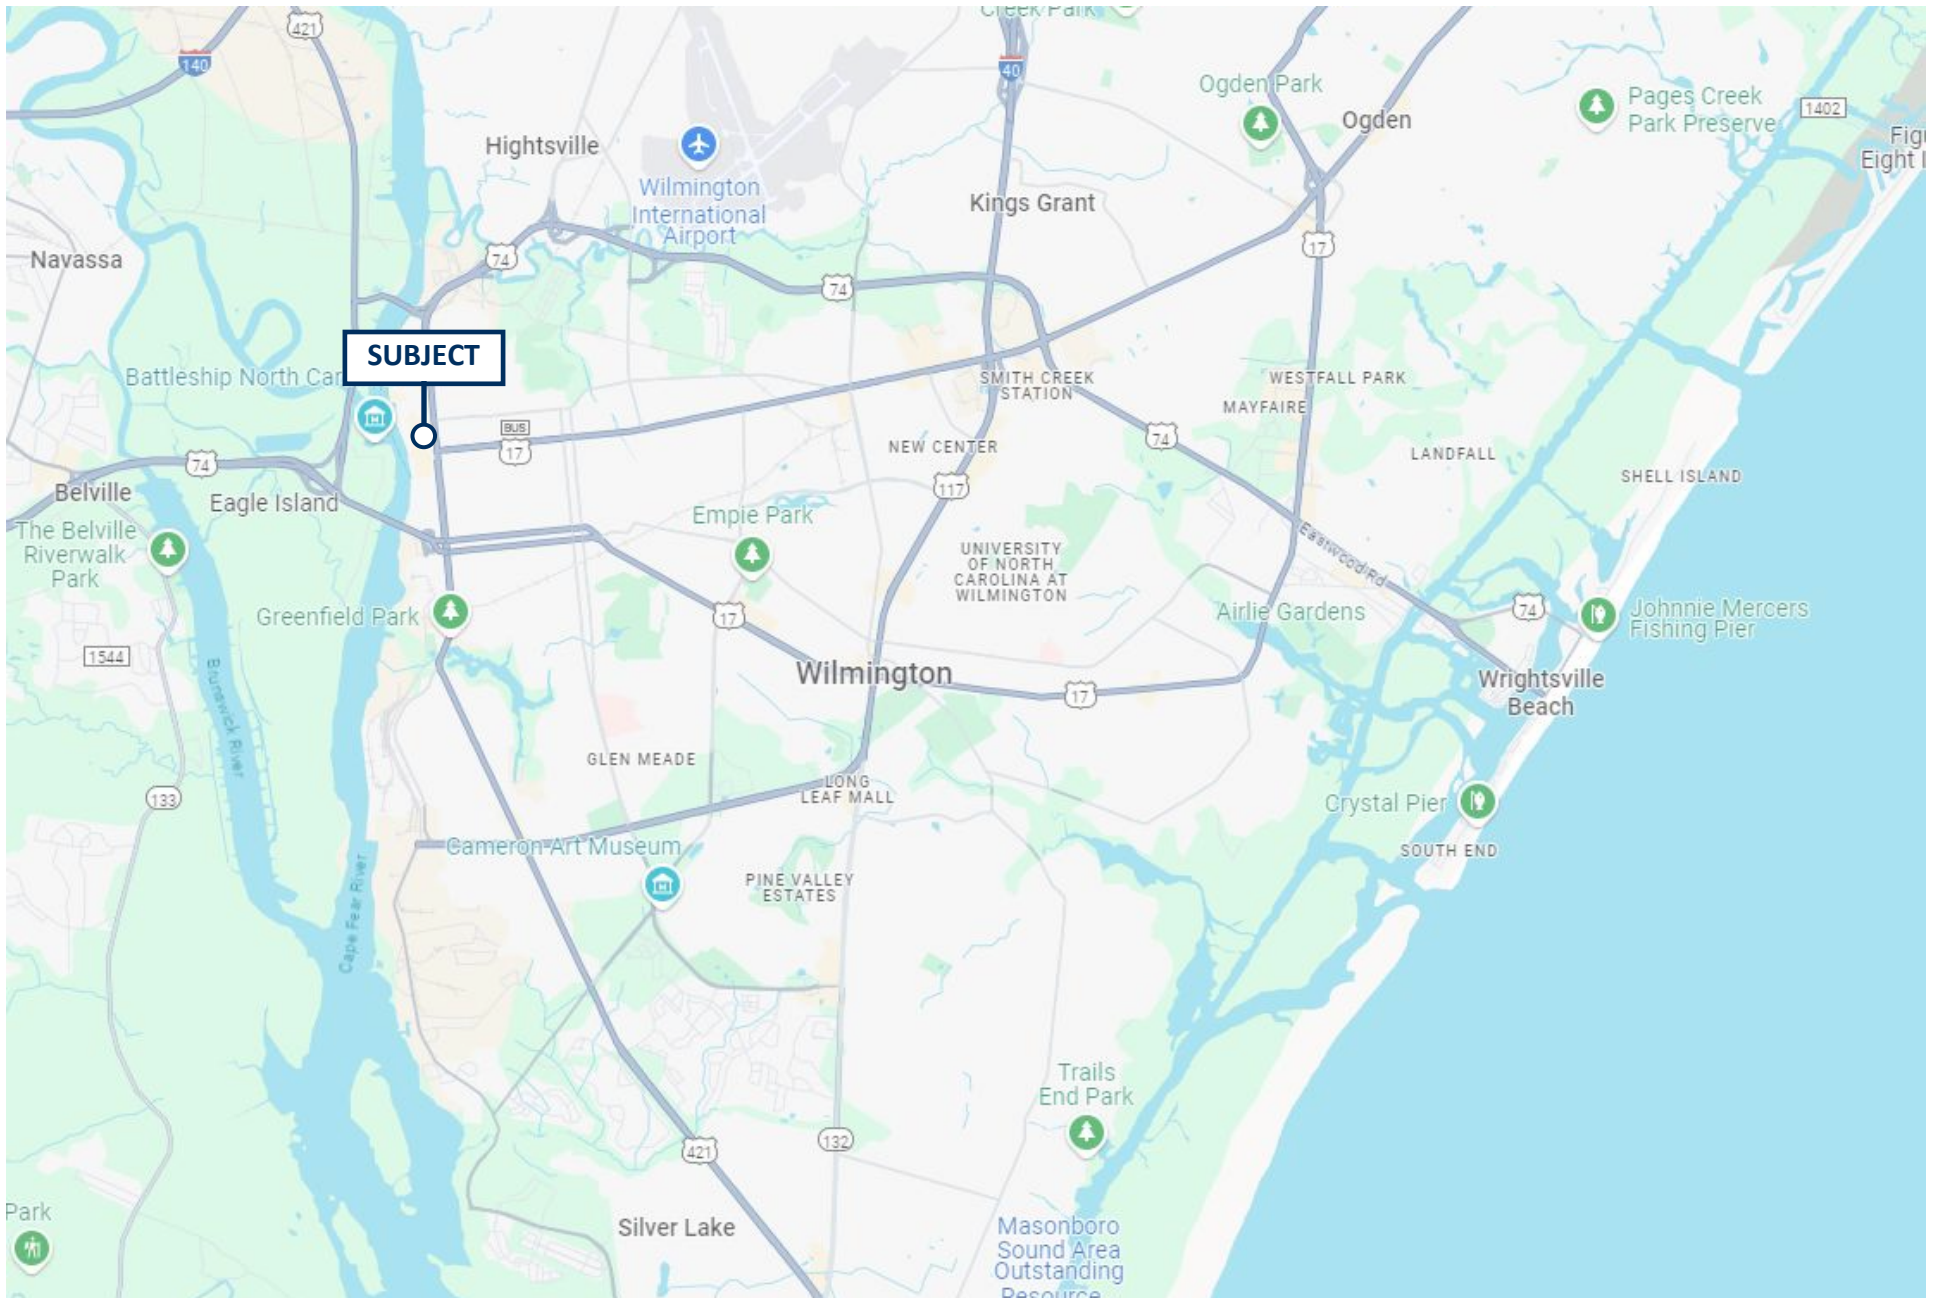 Creek Park
421
140
40
Ogden Park
Ogden
Pages Creek
Park Preserve
1402
Eight I
Hightsville
Wilmington
International
Airport
Kings Grant
Navassa
74
17
74
SUBJECT
Battleship North Car
SMITH CREEK
STATION
WESTFALL PARK
MAYFAIRE
BUS
17
74
NEW CENTER
LANDFALL
SHELL ISLAND
74
Belville
Eagle Island
117
The Belville
Riverwalk
Park
Empie Park
Eastwood Rd
UNIVERSITY
OF NORTH
CAROLINA AT
WILMINGTON
Greenfield Park
17
Airlie Gardens
74
Johnnie Mercers
Fishing Pier
1544
Brunswick River
Wilmington
17
Wrightsville
Beach
GLEN MEADE
LONG
LEAF MALL
133
Crystal Pier
Cameron Art Museum
SOUTH END
PINE VALLEY
ESTATES
Cape Fear River
Trails
End Park
421
132
Park
Silver Lake
Masonboro
Sound Area
Outstanding
Resource